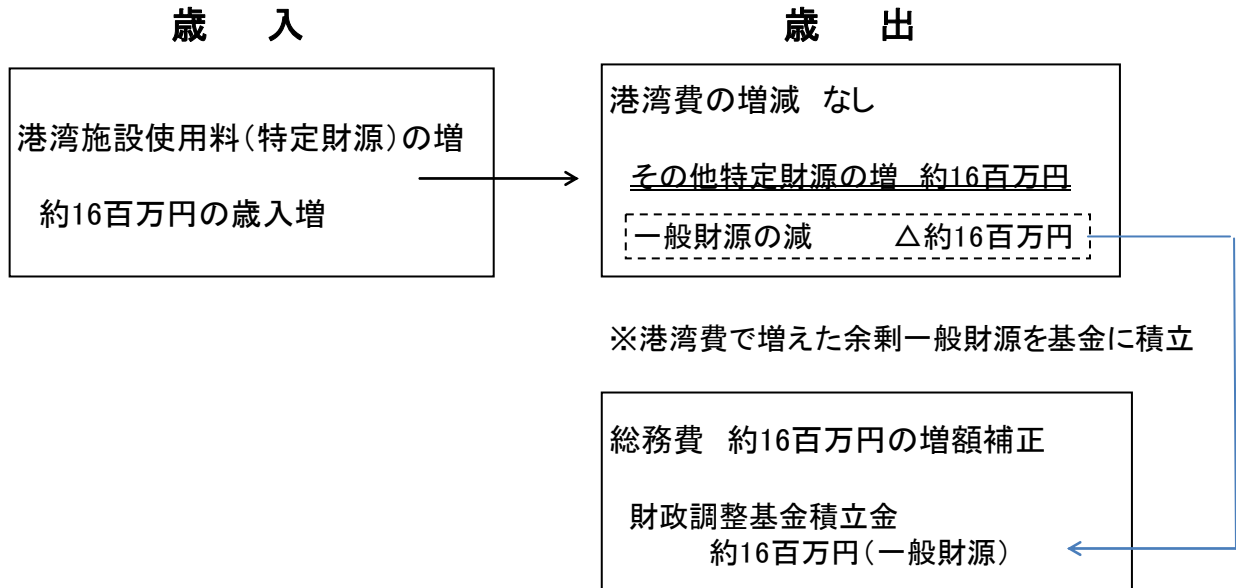 歳　入
港湾施設使用料（特定財源）の増
約16百万円の歳入増
歳　出
港湾費の増減　なし
その他特定財源の増　約16百万円
一般財源の減　　　△約16百万円
※港湾費で増えた余剰一般財源を基金に積立
総務費　約16百万円の増額補正
財政調整基金積立金
約16百万円（一般財源）